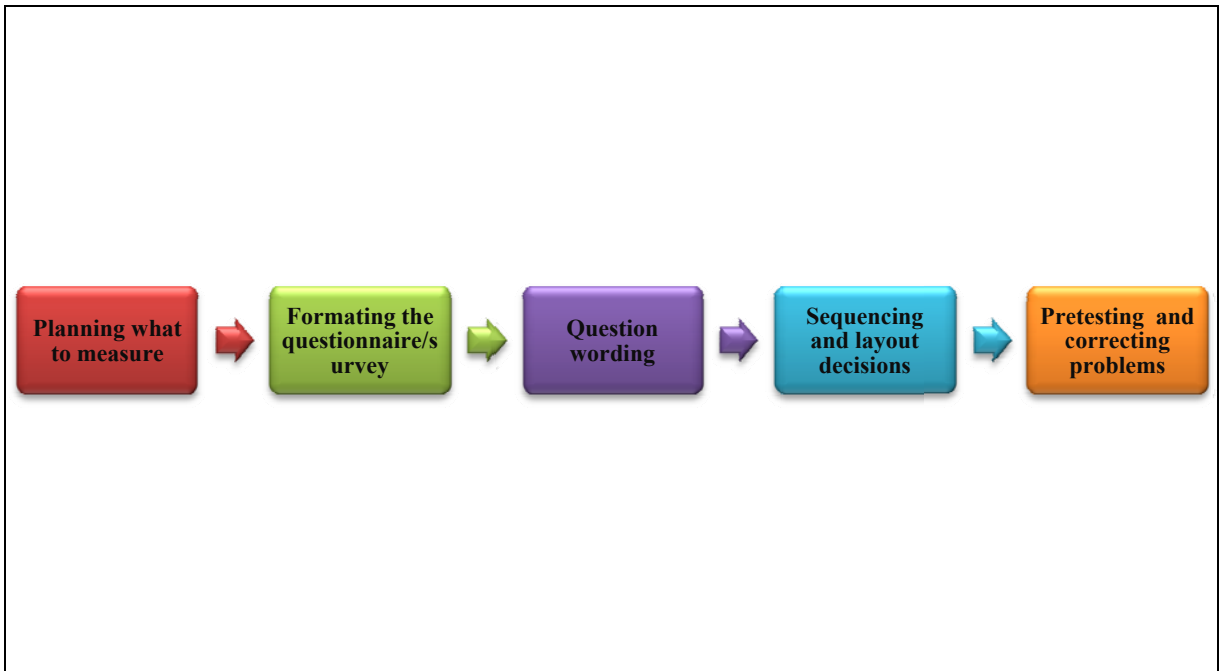 Planning what
to measure
Formating the
questionnaire/s
urvey
Question
wording
Sequencing
and layout
decisions
Pretesting and
correcting
problems